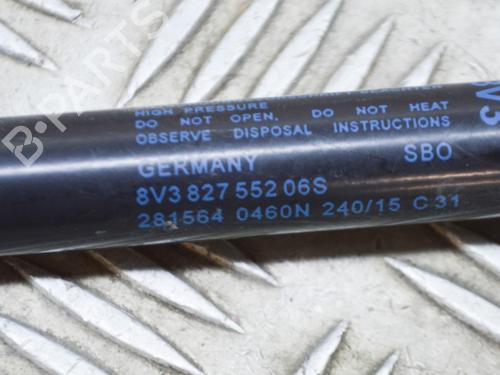 HIGH PRESSURE
DO NOT OPEN, DO NOT HEAT
OBSERVE DISPOSAL INSTRUCTIONS
GERMANY SBO
8V3 827 552 06S
281564 0460N 240/15 C 31
B-PARTS